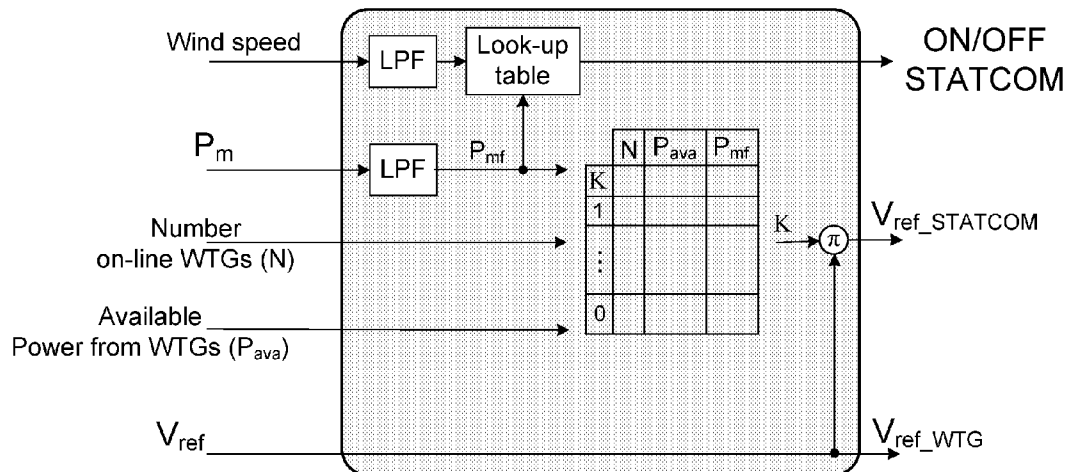 Wind speed
LPF
Look-up
table
ON/OFF
STATCOM
Pm
LPF
Pmf
N Pava Pmf
K
1
⋮
0
Number
on-line WTGs (N)
K
π
Vref_STATCOM
Available
Power from WTGs (Pava)
Vref
Vref_WTG